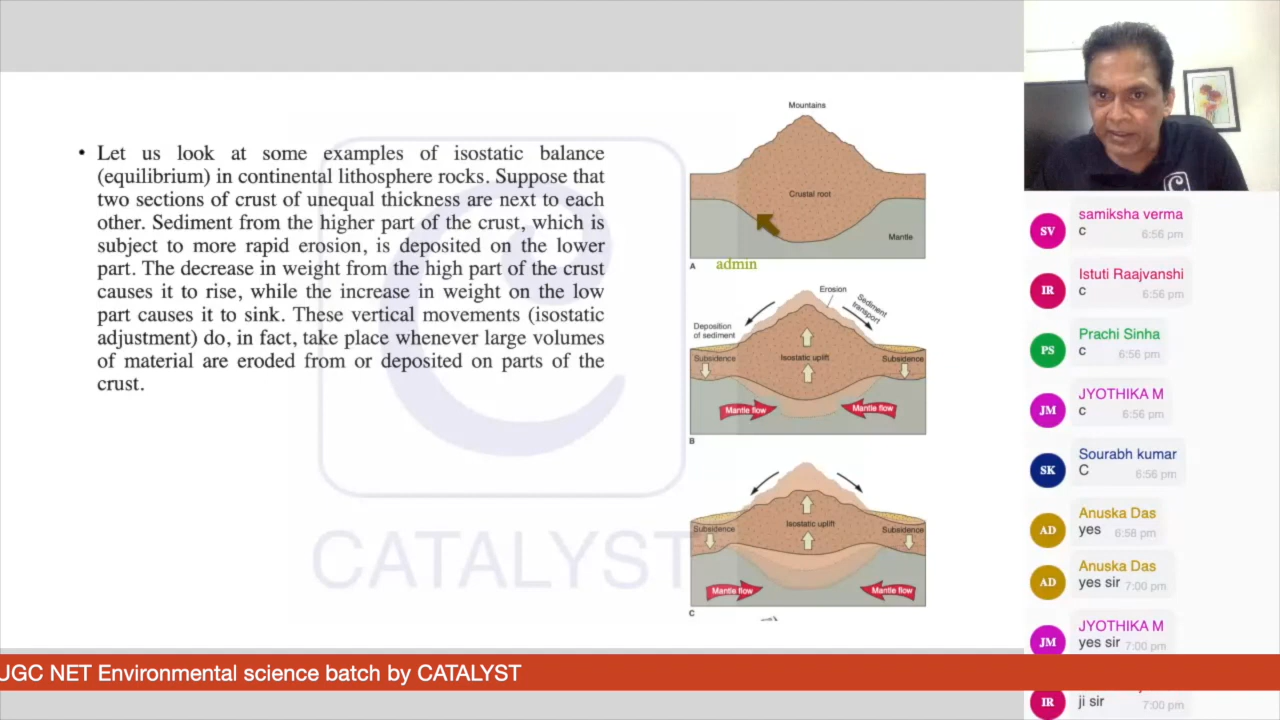 • Let us look at some examples of isostatic balance
(equilibrium) in continental lithosphere rocks. Suppose that
two sections of crust of unequal thickness are next to each
other. Sediment from the higher part of the crust, which is
subject to more rapid erosion, is deposited on the lower
part. The decrease in weight from the high part of the crust
causes it to rise, while the increase in weight on the low
part causes it to sink. These vertical movements (isostatic
adjustment) do, in fact, take place whenever large volumes
of material are eroded from or deposited on parts of the
crust.
CATALYST
Mountains
Crustal root
Mantle
A
admin
Erosion
Sediment
transport
Deposition
of sediment
Subsidence
Isostatic uplift
Subsidence
Mantle flow
Mantle flow
B
Subsidence
Isostatic uplift
Subsidence
Mantle flow
Mantle flow
C
SV
samiksha verma
c
6:56 pm
IR
Istuti Raajvanshi
c
6:56 pm
PS
Prachi Sinha
c
6:56 pm
JM
JYOTHIKA M
c
6:56 pm
SK
Sourabh kumar
C
6:56 pm
AD
Anuska Das
yes
6:58 pm
AD
Anuska Das
yes sir
7:00 pm
JM
JYOTHIKA M
yes sir
7:00 pm
IR
ji sir
7:00 pm
UGC NET Environmental science batch by CATALYST